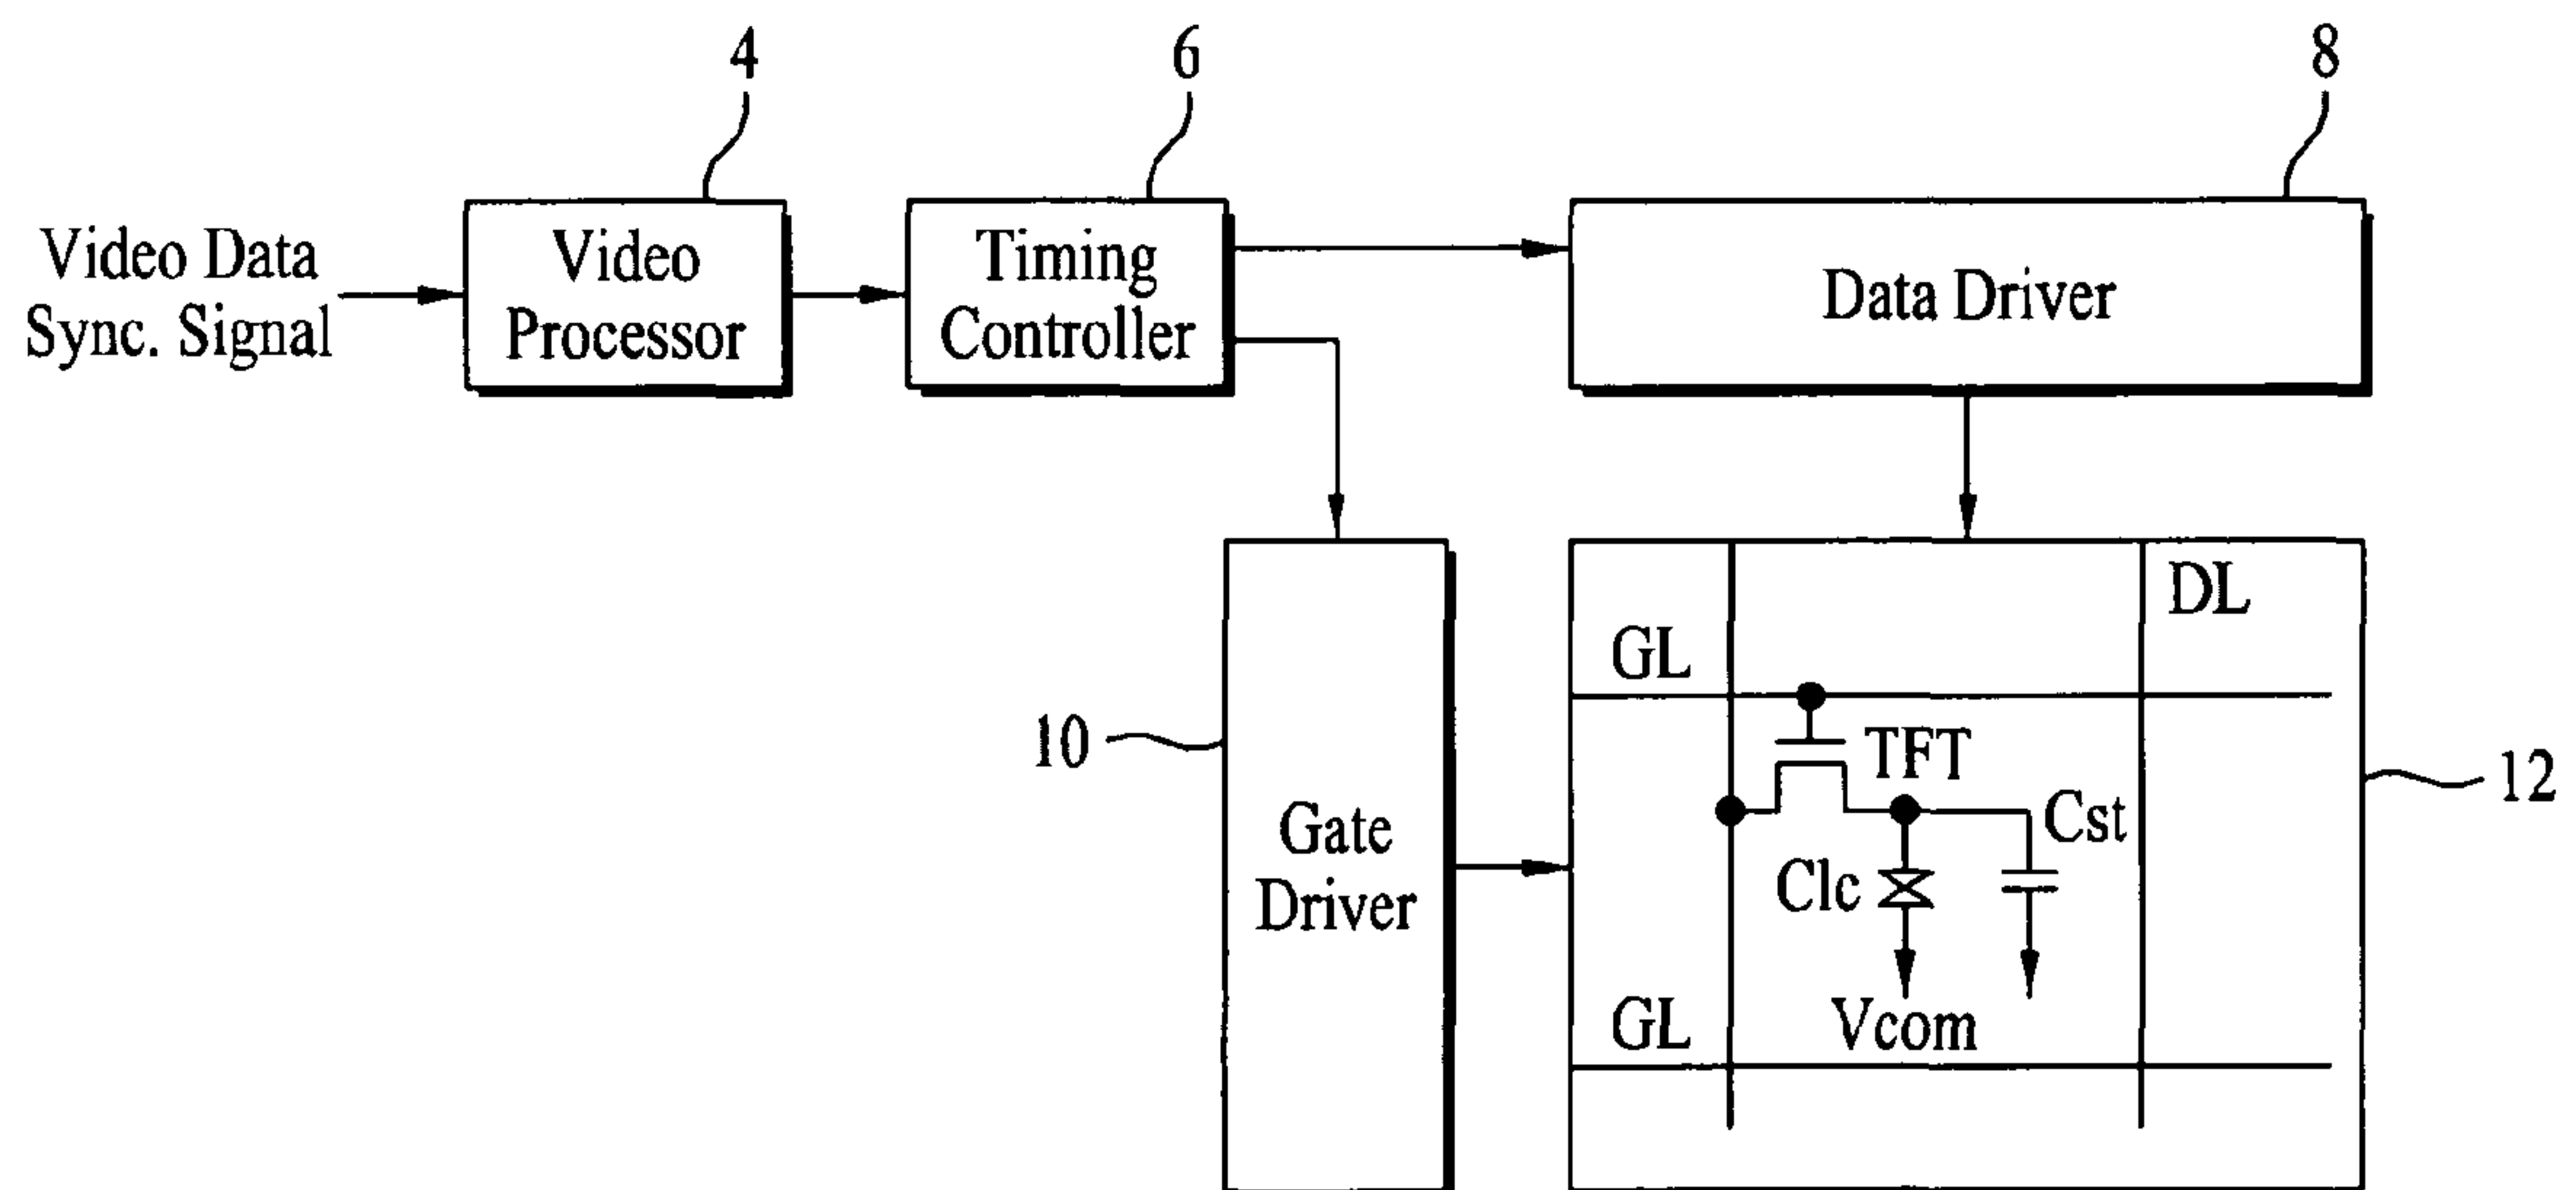 4
6
8
Video Data
Sync. Signal
Video
Processor
Timing
Controller
Data Driver
DL
GL
10
TFT
12
Cst
Gate
Driver
Clc
GL
Vcom